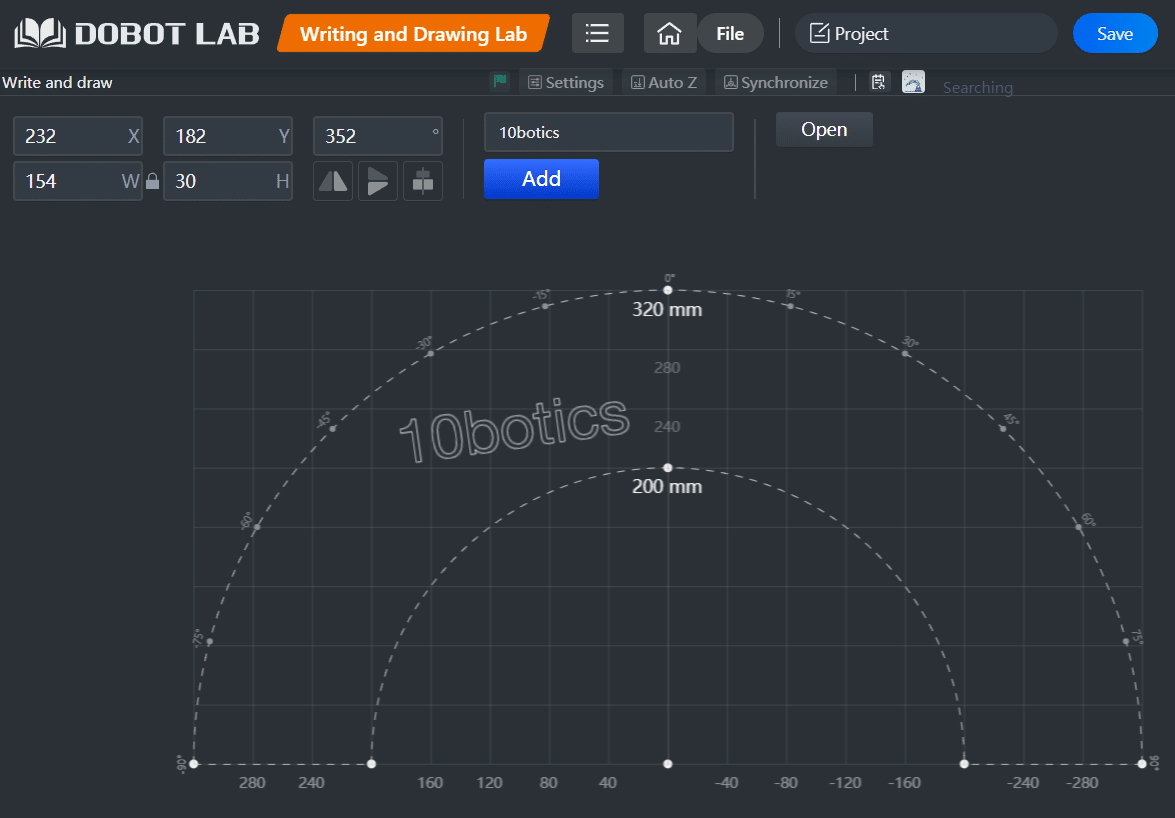 DOBOT LAB Writing and Drawing Lab File Project Save
Write and draw Settings Auto Z Synchronize Searching
232 X 182 Y 352 ° 10botics Open
154 W 30 H Add
0°
-15° 15°
320 mm
-30° 30°
280
10botics
-45° 45°
240
200 mm
-60° 60°
-75° 75°
-90° 90°
280 240 160 120 80 40 -40 -80 -120 -160 -240 -280